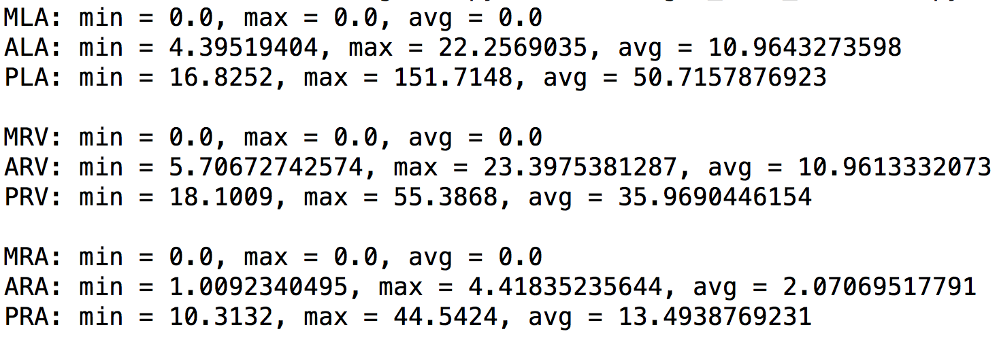 MLA: min = 0.0, max = 0.0, avg = 0.0
ALA: min = 4.39519404, max = 22.2569035, avg = 10.9643273598
PLA: min = 16.8252, max = 151.7148, avg = 50.7157876923
MRV: min = 0.0, max = 0.0, avg = 0.0
ARV: min = 5.70672742574, max = 23.3975381287, avg = 10.9613332073
PRV: min = 18.1009, max = 55.3868, avg = 35.9690446154
MRA: min = 0.0, max = 0.0, avg = 0.0
ARA: min = 1.0092340495, max = 4.41835235644, avg = 2.07069517791
PRA: min = 10.3132, max = 44.5424, avg = 13.4938769231